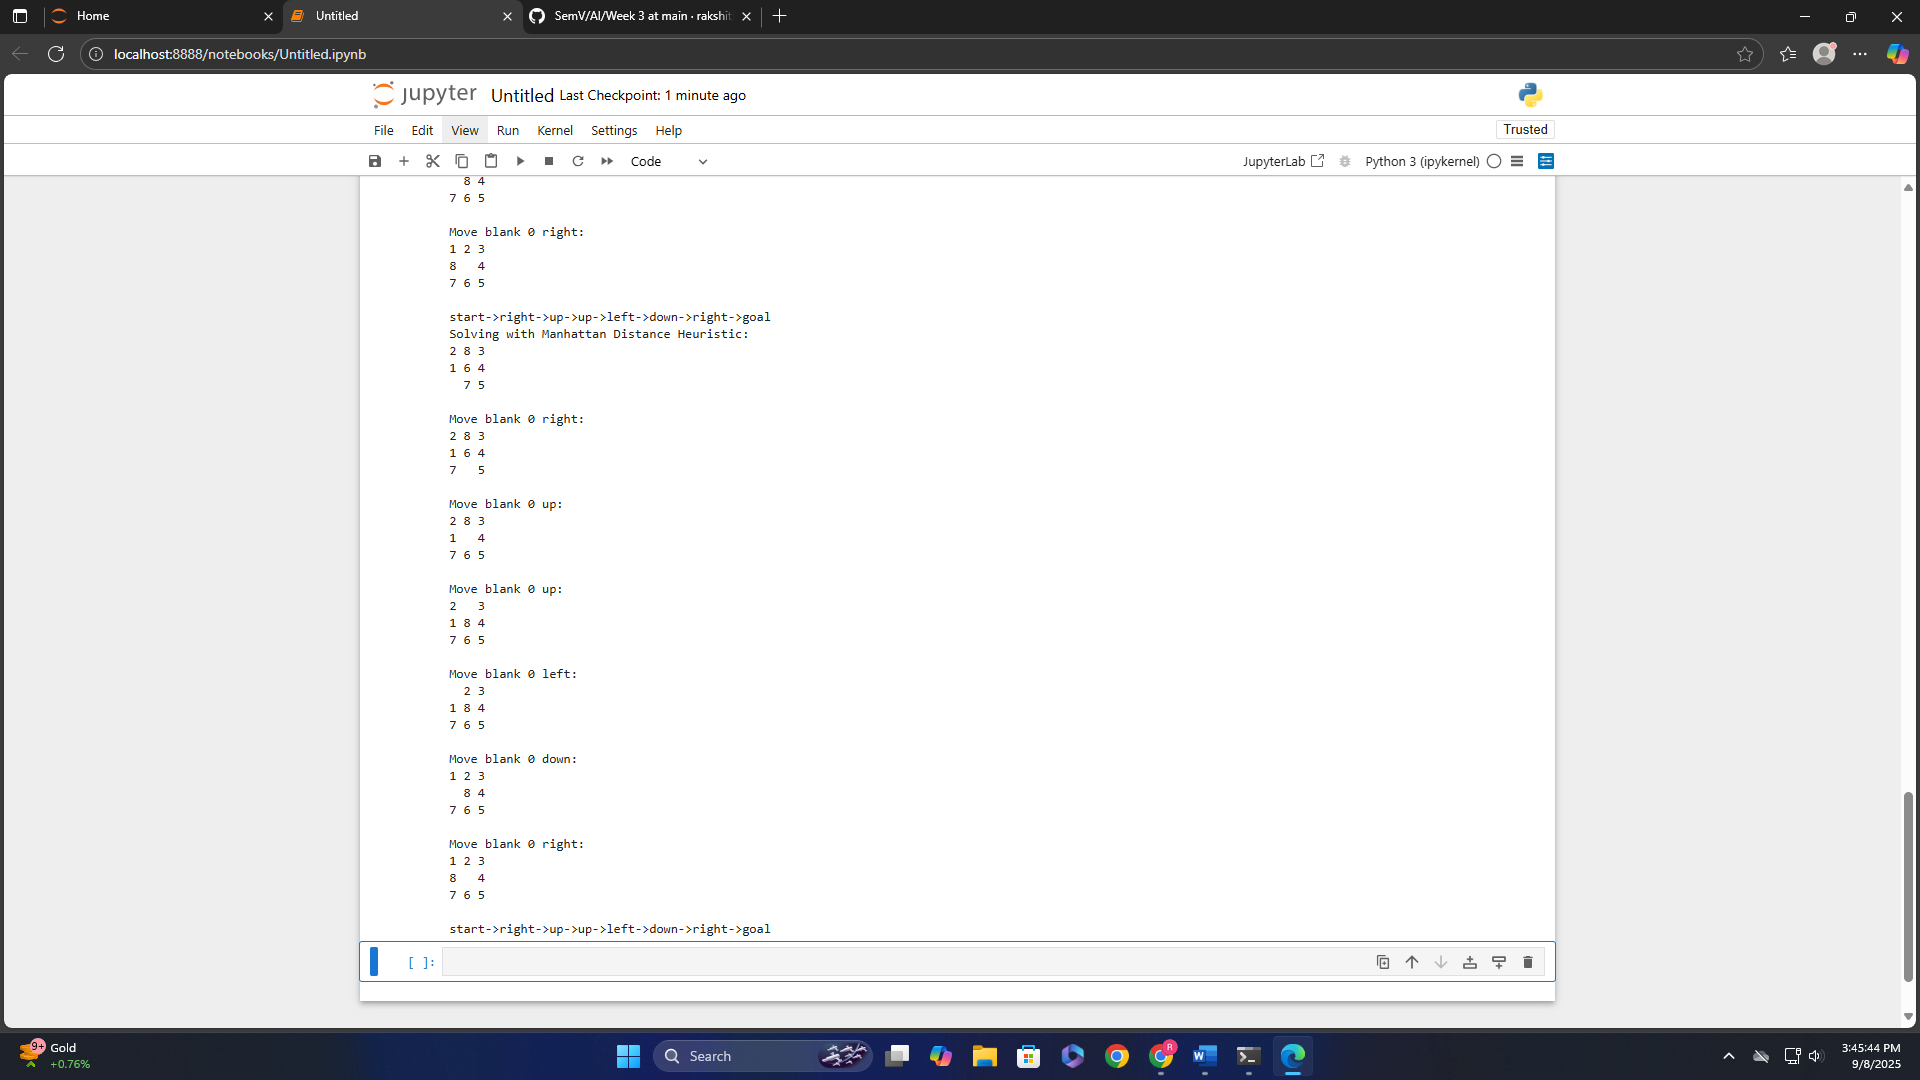 Home
Untitled
SemV/AI/Week 3 at main · rakshit
localhost:8888/notebooks/Untitled.ipynb
jupyter Untitled Last Checkpoint: 1 minute ago
File Edit View Run Kernel Settings Help
Trusted
Code
JupyterLab
Python 3 (ipykernel)
8 4
7 6 5
Move blank 0 right:
1 2 3
8   4
7 6 5
start->right->up->up->left->down->right->goal
Solving with Manhattan Distance Heuristic:
2 8 3
1 6 4
  7 5
Move blank 0 right:
2 8 3
1 6 4
7   5
Move blank 0 up:
2 8 3
1   4
7 6 5
Move blank 0 up:
2   3
1 8 4
7 6 5
Move blank 0 left:
  2 3
1 8 4
7 6 5
Move blank 0 down:
1 2 3
  8 4
7 6 5
Move blank 0 right:
1 2 3
8   4
7 6 5
start->right->up->up->left->down->right->goal
[ ]:
9+
Gold
+0.76%
Search
R
3:45:44 PM
9/8/2025